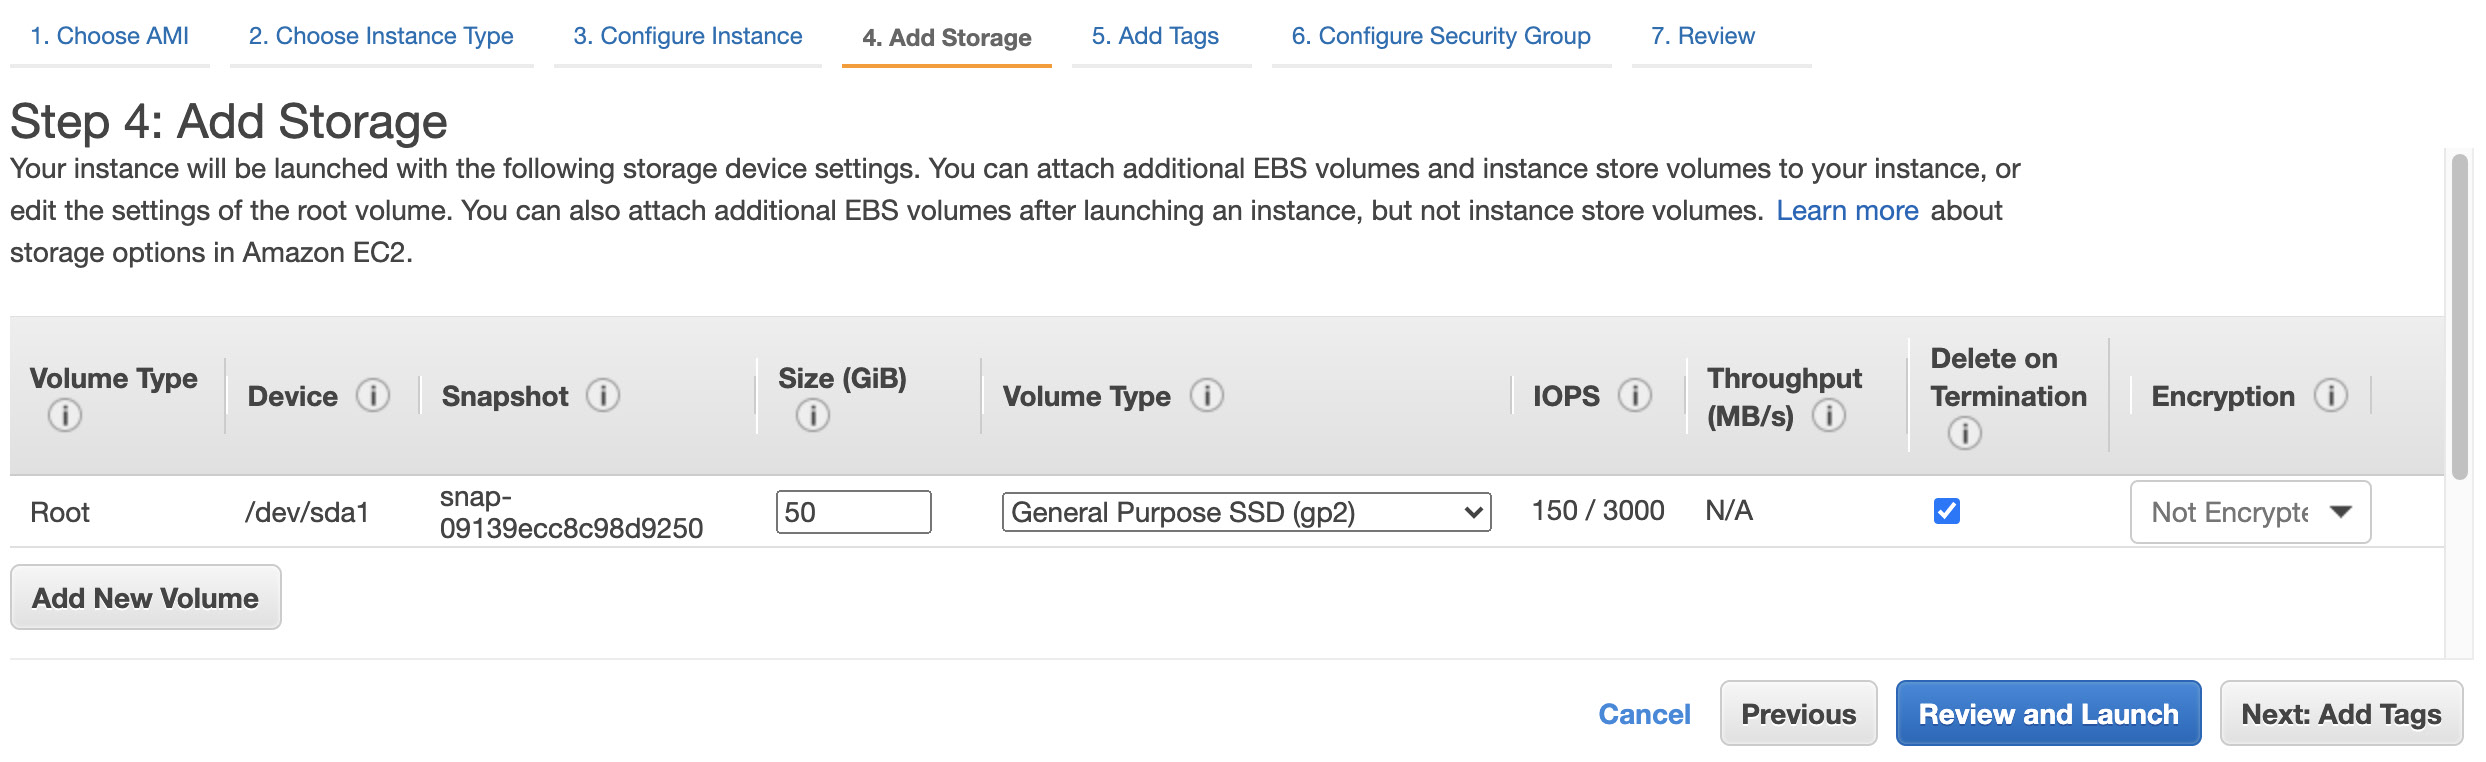 1. Choose AMI 2. Choose Instance Type 3. Configure Instance 4. Add Storage 5. Add Tags 6. Configure Security Group 7. Review
Step 4: Add Storage
Your instance will be launched with the following storage device settings. You can attach additional EBS volumes and instance store volumes to your instance, or
edit the settings of the root volume. You can also attach additional EBS volumes after launching an instance, but not instance store volumes. Learn more about
storage options in Amazon EC2.
Volume Type i Device i Snapshot i Size (GiB) i Volume Type i IOPS i Throughput (MB/s) i Delete on Termination i Encryption i
Root /dev/sda1 snap-09139ecc8c98d9250 50 General Purpose SSD (gp2) 150 / 3000 N/A Not Encrypte
Add New Volume
Cancel Previous Review and Launch Next: Add Tags